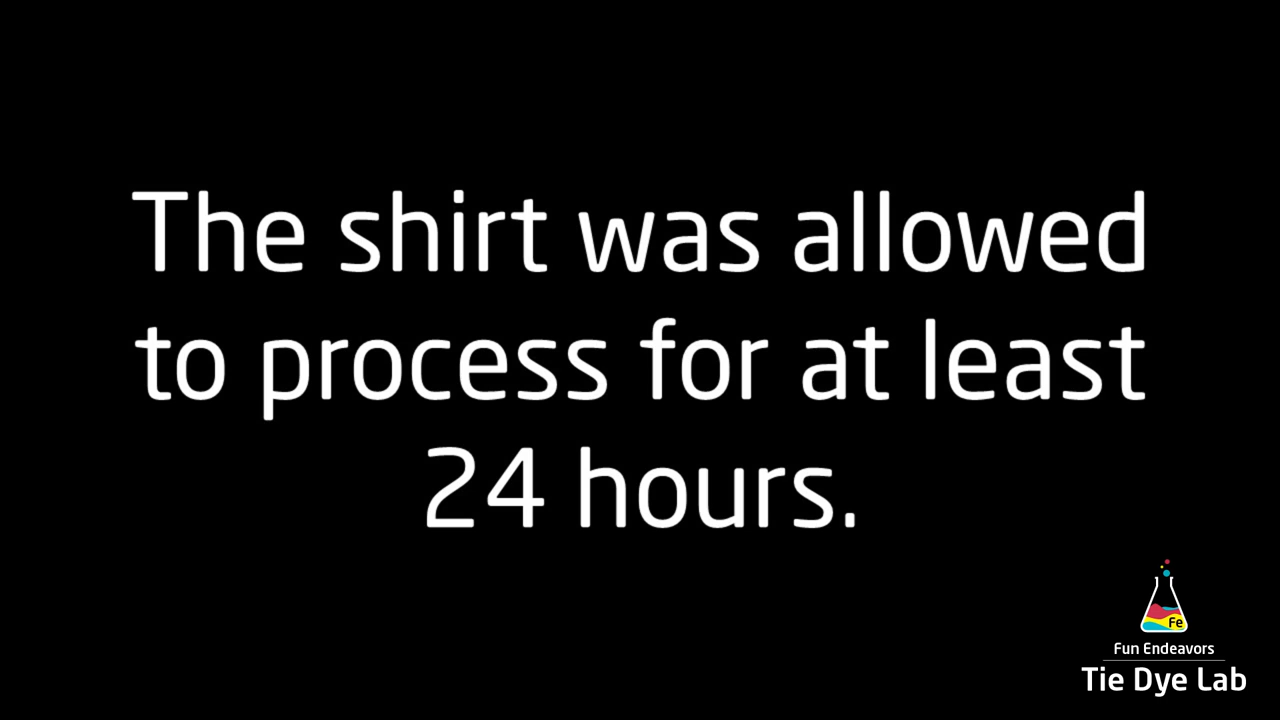 The shirt was allowed
to process for at least
24 hours.
Fe
Fun Endeavors
Tie Dye Lab